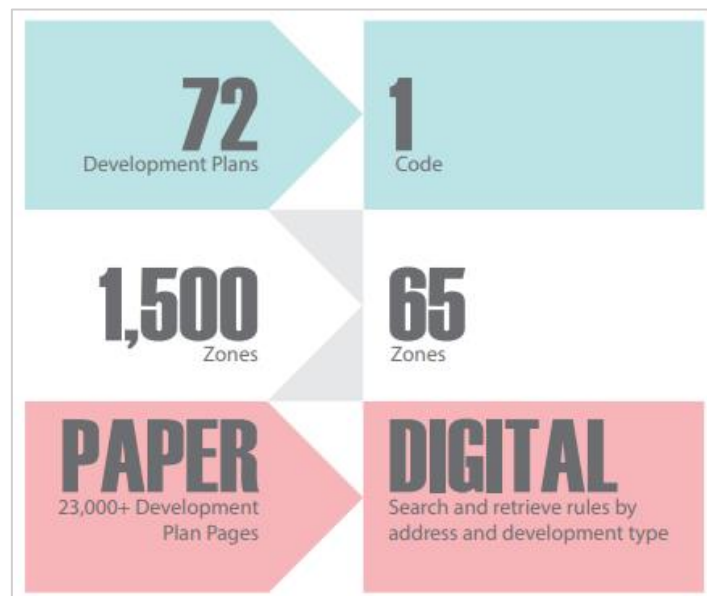 72
Development Plans
1
Code
1,500
Zones
65
Zones
PAPER
23,000+ Development
Plan Pages
DIGITAL
Search and retrieve rules by
address and development type